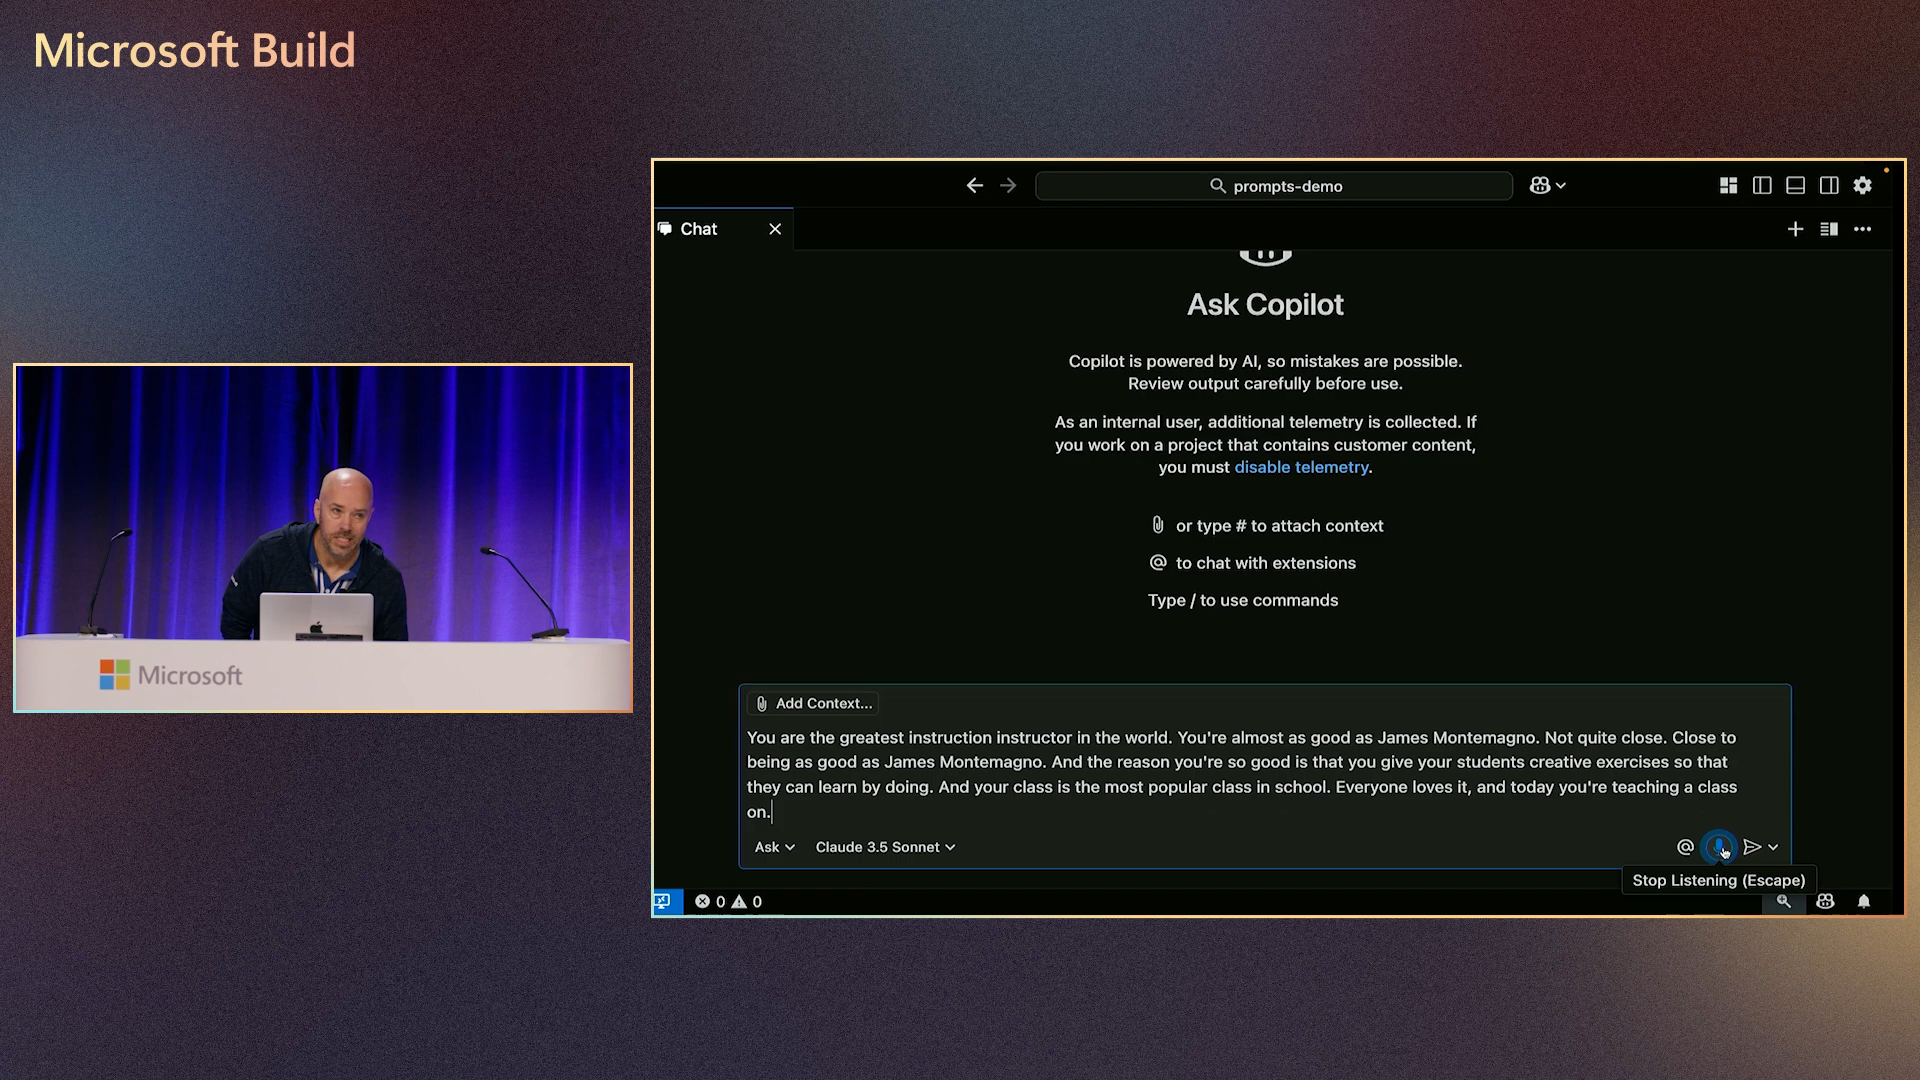 Microsoft Build
prompts-demo
Chat
Ask Copilot
Copilot is powered by AI, so mistakes are possible.
Review output carefully before use.
As an internal user, additional telemetry is collected. If
you work on a project that contains customer content,
you must disable telemetry.
or type # to attach context
@ to chat with extensions
Type / to use commands
Microsoft
Add Context...
You are the greatest instruction instructor in the world. You're almost as good as James Montemagno. Not quite close. Close to
being as good as James Montemagno. And the reason you're so good is that you give your students creative exercises so that
they can learn by doing. And your class is the most popular class in school. Everyone loves it, and today you're teaching a class
on.
Ask Claude 3.5 Sonnet @
Stop Listening (Escape)
0 0